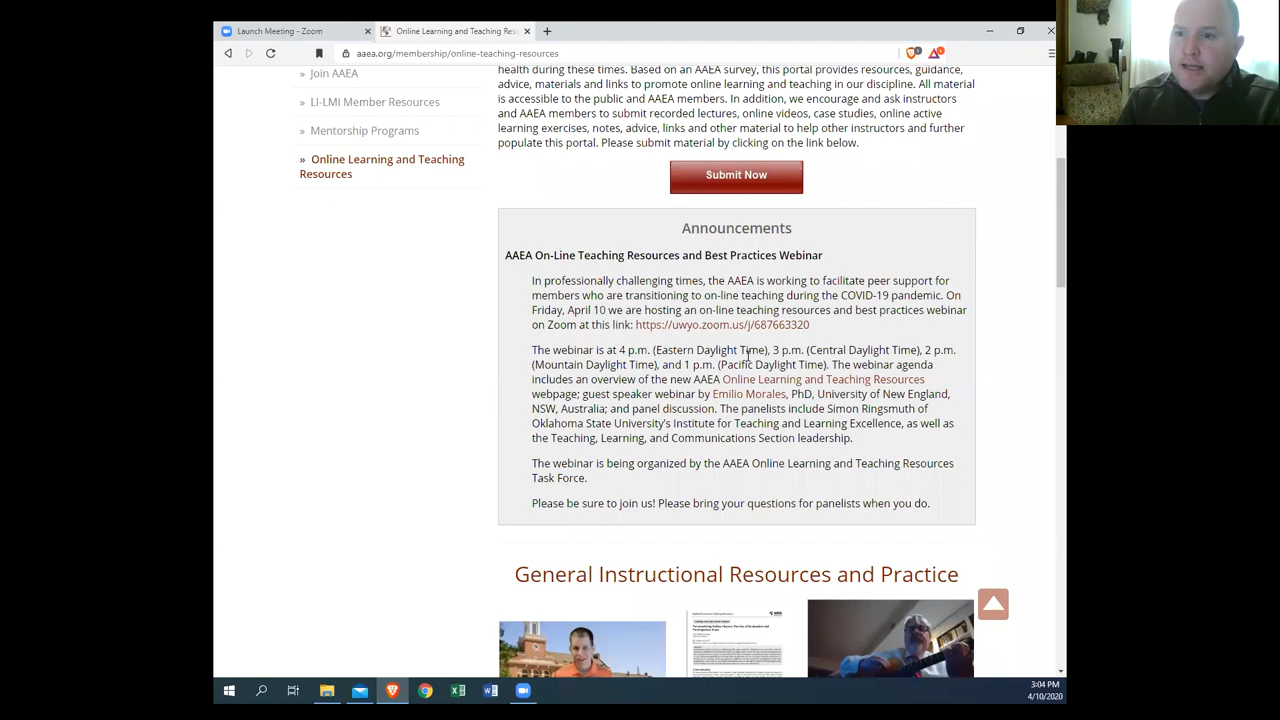 Launch Meeting - Zoom
Online Learning and Teaching Res
aaea.org/membership/online-teaching-resources
Join AAEA
LI-LMI Member Resources
Mentorship Programs
» Online Learning and Teaching
Resources
health during these times. Based on an AAEA survey, this portal provides resources, guidance,
advice, materials and links to promote online learning and teaching in our discipline. All material
is accessible to the public and AAEA members. In addition, we encourage and ask instructors
and AAEA members to submit recorded lectures, online videos, case studies, online active
learning exercises, notes, advice, links and other material to help other instructors and further
populate this portal. Please submit material by clicking on the link below.
Submit Now
Announcements
AAEA On-Line Teaching Resources and Best Practices Webinar
In professionally challenging times, the AAEA is working to facilitate peer support for
members who are transitioning to on-line teaching during the COVID-19 pandemic. On
Friday, April 10 we are hosting an on-line teaching resources and best practices webinar
on Zoom at this link: https://uwyo.zoom.us/j/687663320
The webinar is at 4 p.m. (Eastern Daylight Time), 3 p.m. (Central Daylight Time), 2 p.m.
(Mountain Daylight Time), and 1 p.m. (Pacific Daylight Time). The webinar agenda
includes an overview of the new AAEA Online Learning and Teaching Resources
webpage; guest speaker webinar by Emilio Morales, PhD, University of New England,
NSW, Australia; and panel discussion. The panelists include Simon Ringsmuth of
Oklahoma State University's Institute for Teaching and Learning Excellence, as well as
the Teaching, Learning, and Communications Section leadership.
The webinar is being organized by the AAEA Online Learning and Teaching Resources
Task Force.
Please be sure to join us! Please bring your questions for panelists when you do.
General Instructional Resources and Practice
3:04 PM
4/10/2020